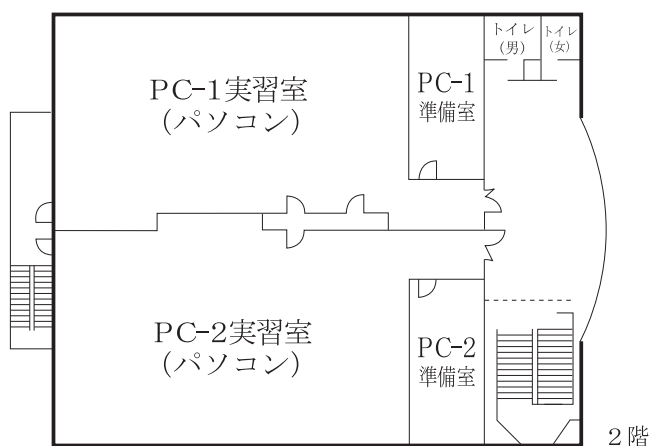 トイレ
(男)
トイレ
(女)
PC-1実習室
(パソコン)
PC-1
準備室
PC-2実習室
(パソコン)
PC-2
準備室
2階